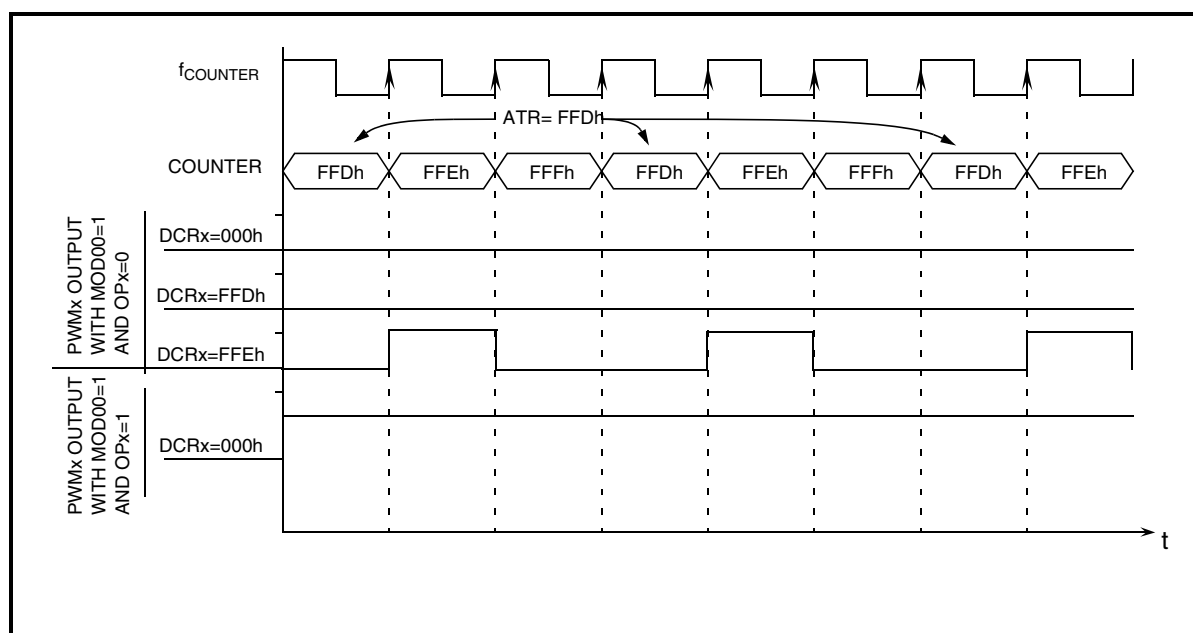 fCOUNTER
ATR= FFDh
COUNTER
FFDh FFEh FFFh FFDh FFEh FFFh FFDh FFEh
PWMx OUTPUT
WITH MOD00=1
AND OPx=0
DCRx=000h
DCRx=FFDh
DCRx=FFEh
PWMx OUTPUT
WITH MOD00=1
AND OPx=1
DCRx=000h
t